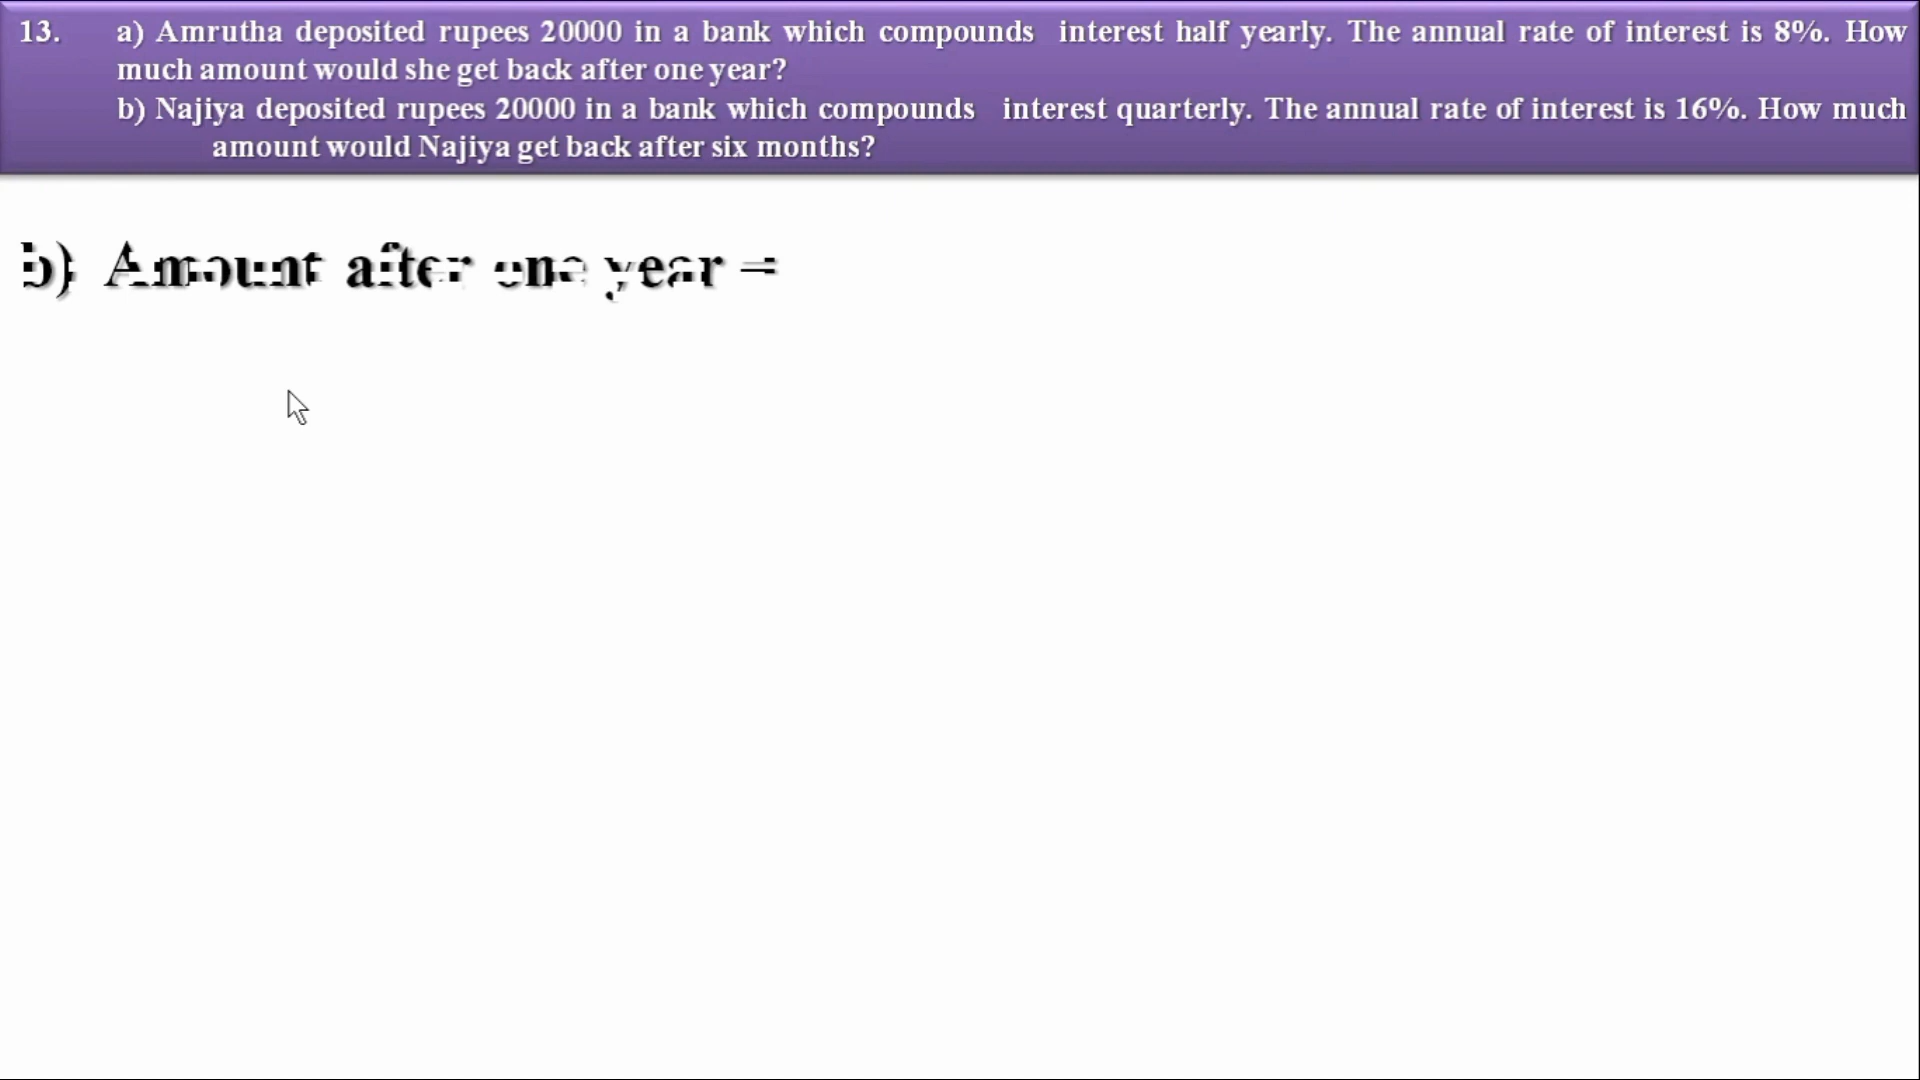 13. a) Amrutha deposited rupees 20000 in a bank which compounds interest half yearly. The annual rate of interest is 8%. How
much amount would she get back after one year?
b) Najiya deposited rupees 20000 in a bank which compounds interest quarterly. The annual rate of interest is 16%. How much
amount would Najiya get back after six months?
b) Amount after one year =